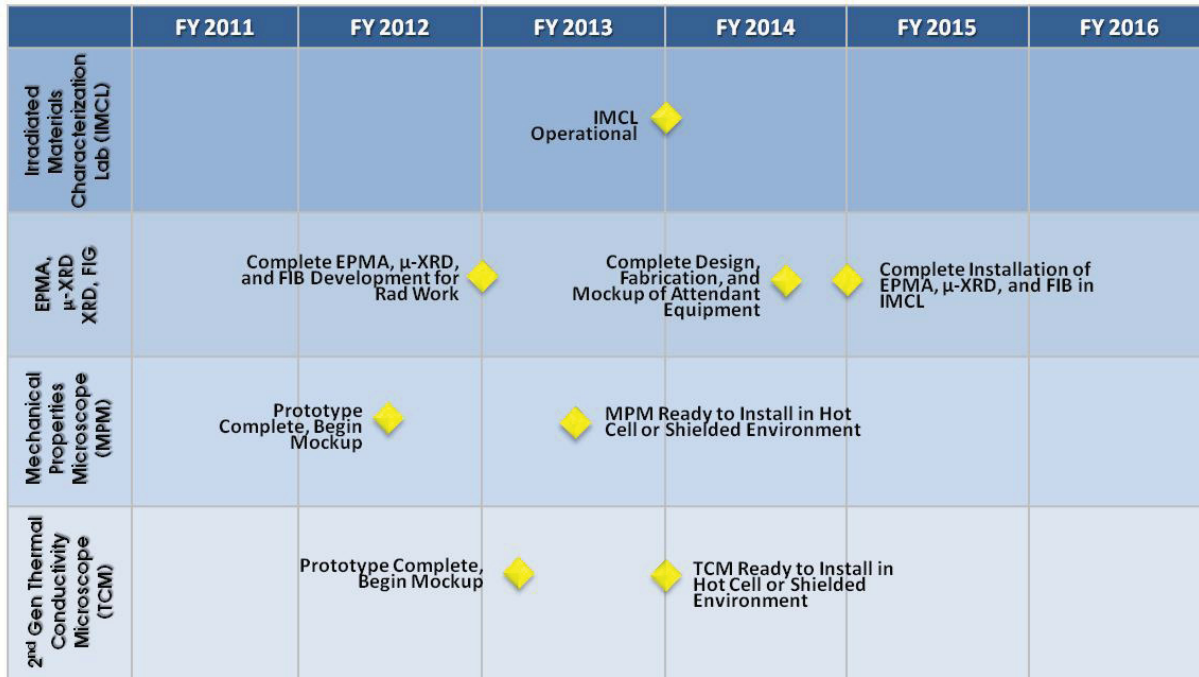 FY 2011 FY 2012 FY 2013 FY 2014 FY 2015 FY 2016
Irradiated
Materials
Characterization
Lab (IMCL)
IMCL
Operational
EPMA,
μ-XRD
XRD, FIG
Complete EPMA, μ-XRD,
and FIB Development for
Rad Work
Complete Design,
Fabrication, and
Mockup of Attendant
Equipment
Complete Installation of
EPMA, μ-XRD, and FIB in
IMCL
Mechanical
Properties
Microscope
(MPM)
Prototype
Complete, Begin
Mockup
MPM Ready to Install in Hot
Cell or Shielded Environment
2nd Gen Thermal
Conductivity
Microscope
(TCM)
Prototype Complete,
Begin Mockup
TCM Ready to Install in
Hot Cell or Shielded
Environment